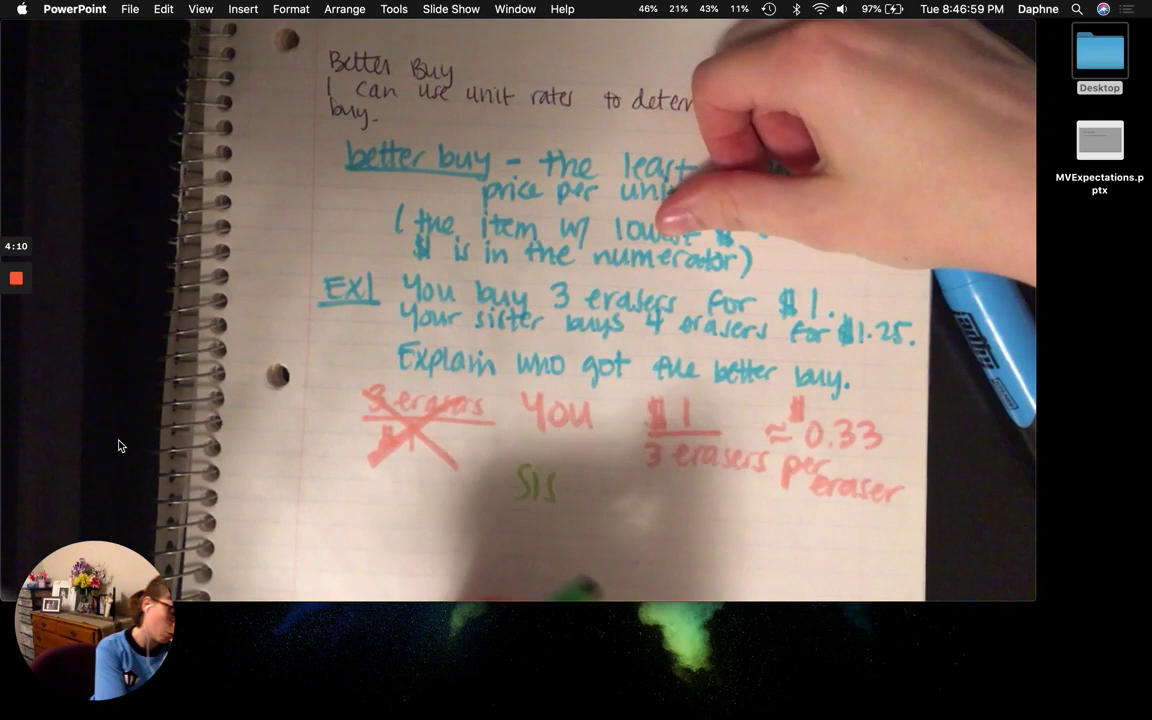 PowerPoint File Edit View Insert Format Arrange Tools Slide Show Window Help 46% 21% 43% 11% 97% Tue 8:46:59 PM Daphne
Desktop
MVExpectations.p
ptx
4:10
Better Buy
I can use unit rates to deter
buy.
better buy - the least
price per unit
(the item w/ lowest $
$ is in the numerator)
EX1 You buy 3 erasers for $1.
Your sister buys 4 erasers for $1.25.
Explain who got the better buy.
3 erasers
$1
You
$1
3 erasers
≈ $0.33
per
eraser
Sis